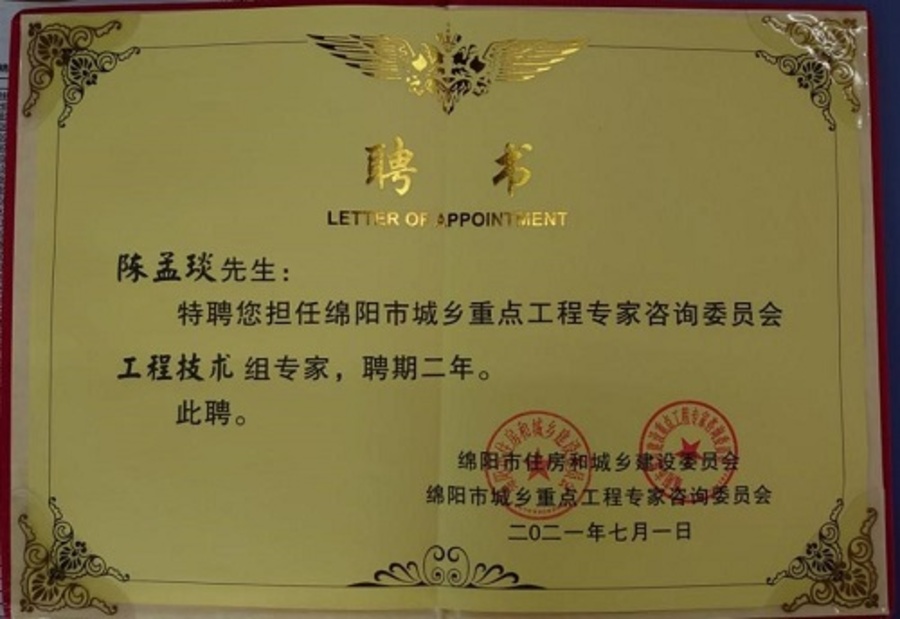 聘 书
LETTER OF APPOINTMENT
陈孟琰先生：
特聘您担任绵阳市城乡重点工程专家咨询委员会
工程技术 组专家，聘期二年。
此聘。
绵阳市住房和城乡建设委员会
绵阳市城乡重点工程专家咨询委员会
二0二一年七月一日